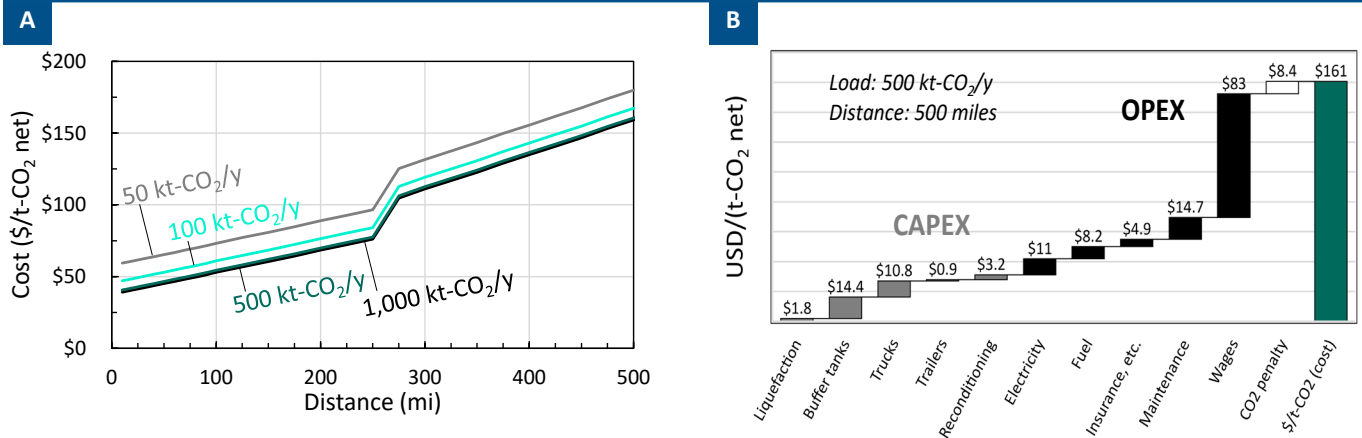 A
$200
$150
$100
$50
$0
Cost ($/t-CO₂ net)
50 kt-CO₂/y
100 kt-CO₂/y
500 kt-CO₂/y
1,000 kt-CO₂/y
0
100
200
300
400
500
Distance (mi)
B
USD/(t-CO₂ net)
Load: 500 kt-CO₂/y
Distance: 500 miles
CAPEX
OPEX
$1.8
$14.4
$10.8
$0.9
$3.2
$11
$8.2
$4.9
$14.7
$83
$8.4
$161
Liquefaction
Buffer tanks
Trucks
Trailers
Reconditioning
Electricity
Fuel
Insurance, etc.
Maintenance
Wages
CO2 penalty
$/t-CO2 (cost)